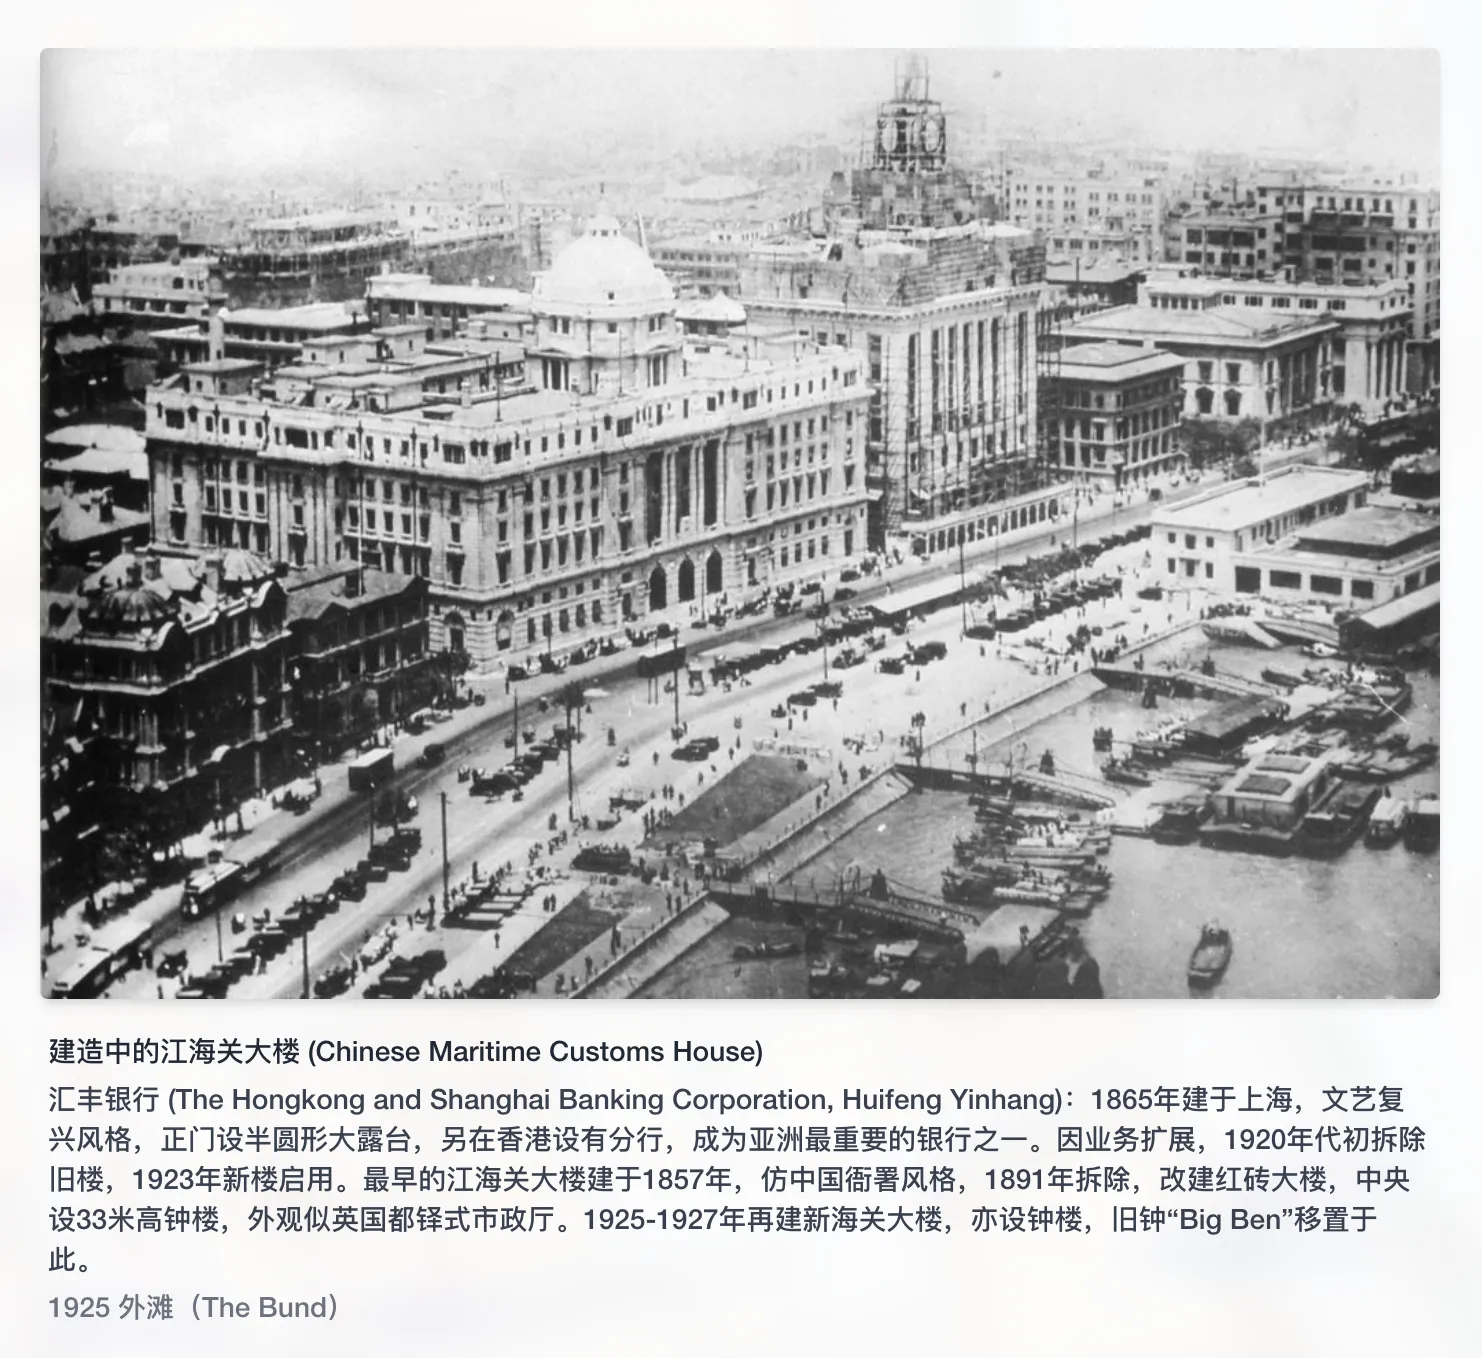 建造中的江海关大楼 (Chinese Maritime Customs House)
汇丰银行 (The Hongkong and Shanghai Banking Corporation, Huifeng Yinhang)：1865年建于上海，文艺复
兴风格，正门设半圆形大露台，另在香港设有分行，成为亚洲最重要的银行之一。因业务扩展，1920年代初拆除
旧楼，1923年新楼启用。最早的江海关大楼建于1857年，仿中国衙署风格，1891年拆除，改建红砖大楼，中央
设33米高钟楼，外观似英国都铎式市政厅。1925-1927年再建新海关大楼，亦设钟楼，旧钟“Big Ben”移置于
此。
1925 外滩（The Bund）